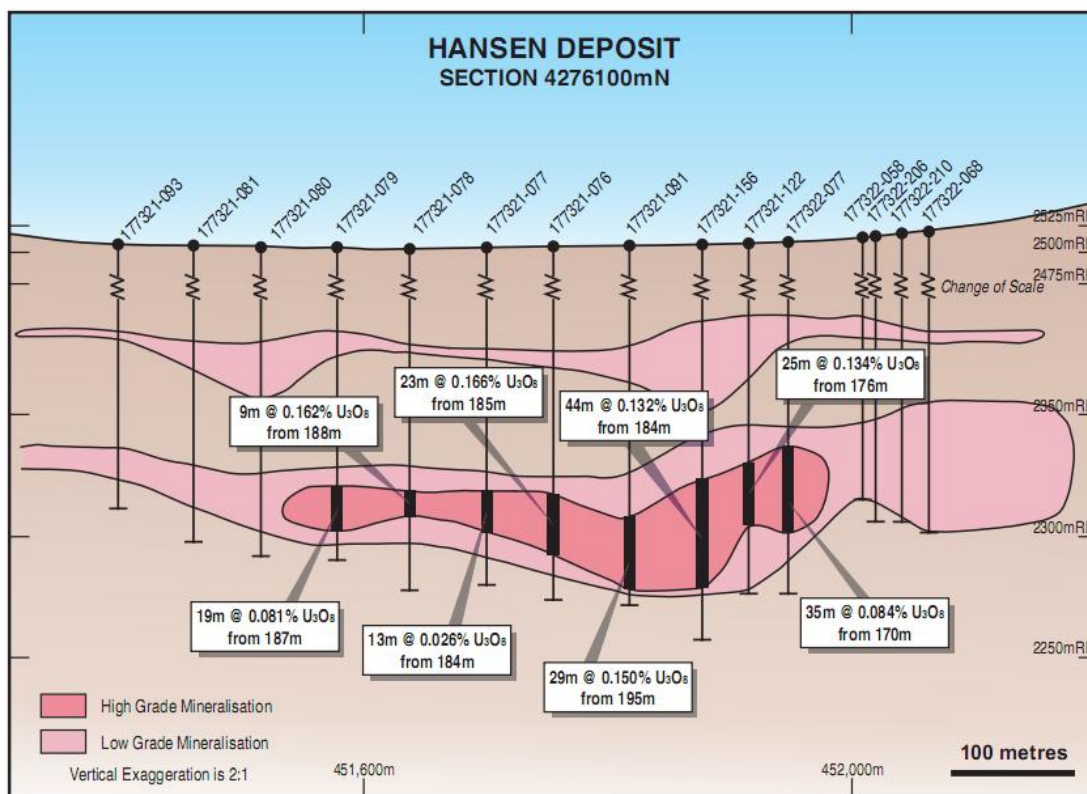 HANSEN DEPOSIT
SECTION 4276100mN
177321-093
177321-081
177321-080
177321-079
177321-078
177321-077
177321-076
177321-091
177321-156
177321-122
177322-077
177322-058
177322-206
177322-210
177322-068
2525mRl
2500mRl
2475mRl
Change of Scale
23m @ 0.166% U₃O₈
from 185m
25m @ 0.134% U₃O₈
from 176m
9m @ 0.162% U₃O₈
from 188m
44m @ 0.132% U₃O₈
from 184m
2350mRl
2300mRl
19m @ 0.081% U₃O₈
from 187m
13m @ 0.026% U₃O₈
from 184m
29m @ 0.150% U₃O₈
from 195m
35m @ 0.084% U₃O₈
from 170m
2250mRl
High Grade Mineralisation
Low Grade Mineralisation
Vertical Exaggeration is 2:1
451,600m
452,000m
100 metres